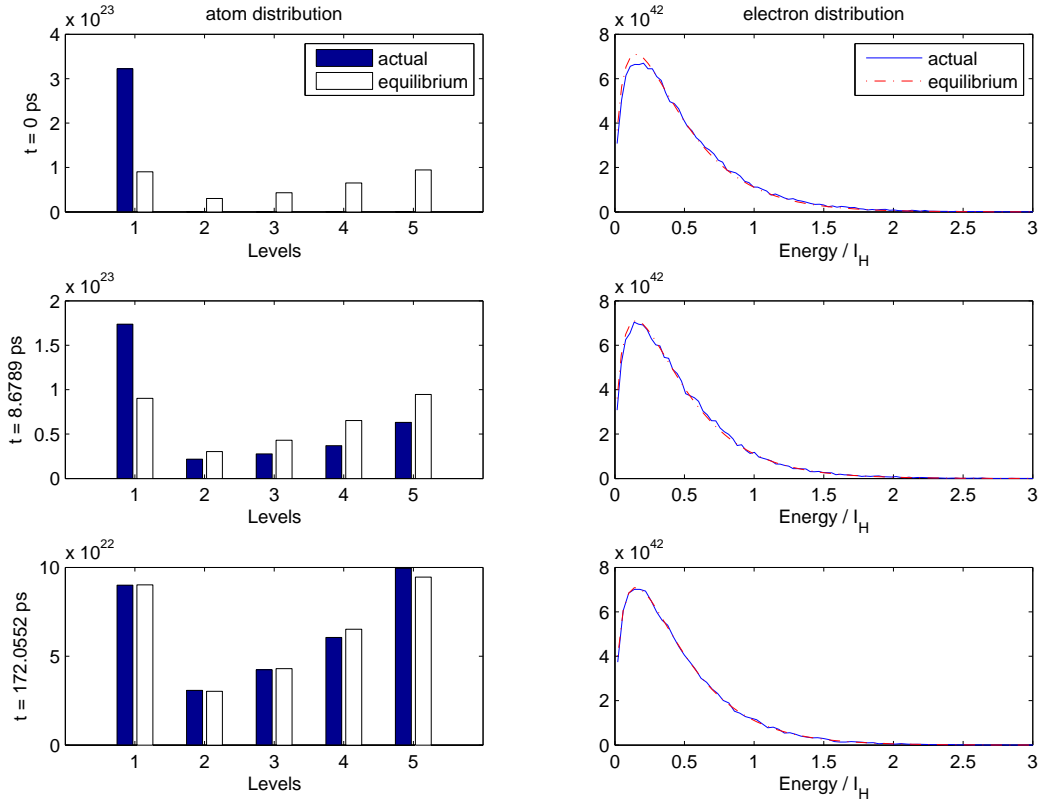 atom distribution
x 10^23
4
3
2
1
0
t = 0 ps
actual
equilibrium
1 2 3 4 5
Levels
electron distribution
x 10^42
8
6
4
2
0
actual
equilibrium
0 0.5 1 1.5 2 2.5 3
Energy / I_H
x 10^23
2
1.5
1
0.5
0
t = 8.6789 ps
1 2 3 4 5
Levels
x 10^42
8
6
4
2
0
0 0.5 1 1.5 2 2.5 3
Energy / I_H
x 10^22
10
5
0
t = 172.0552 ps
1 2 3 4 5
Levels
x 10^42
8
6
4
2
0
0 0.5 1 1.5 2 2.5 3
Energy / I_H